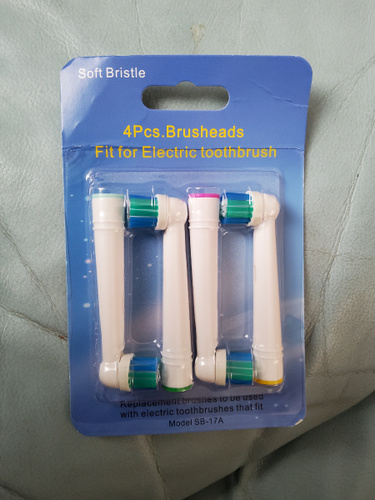 Soft Bristle
4Pcs.Brusheads
Fit for Electric toothbrush
Replacement brushes to be used
with electric toothbrushes that fit
Model SB-17A